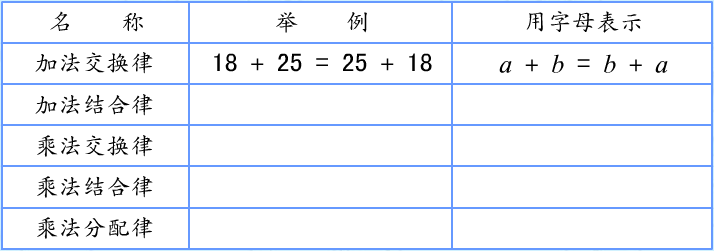 名 称 举 例 用字母表示
加法交换律 18 + 25 = 25 + 18 a + b = b + a
加法结合律
乘法交换律
乘法结合律
乘法分配律